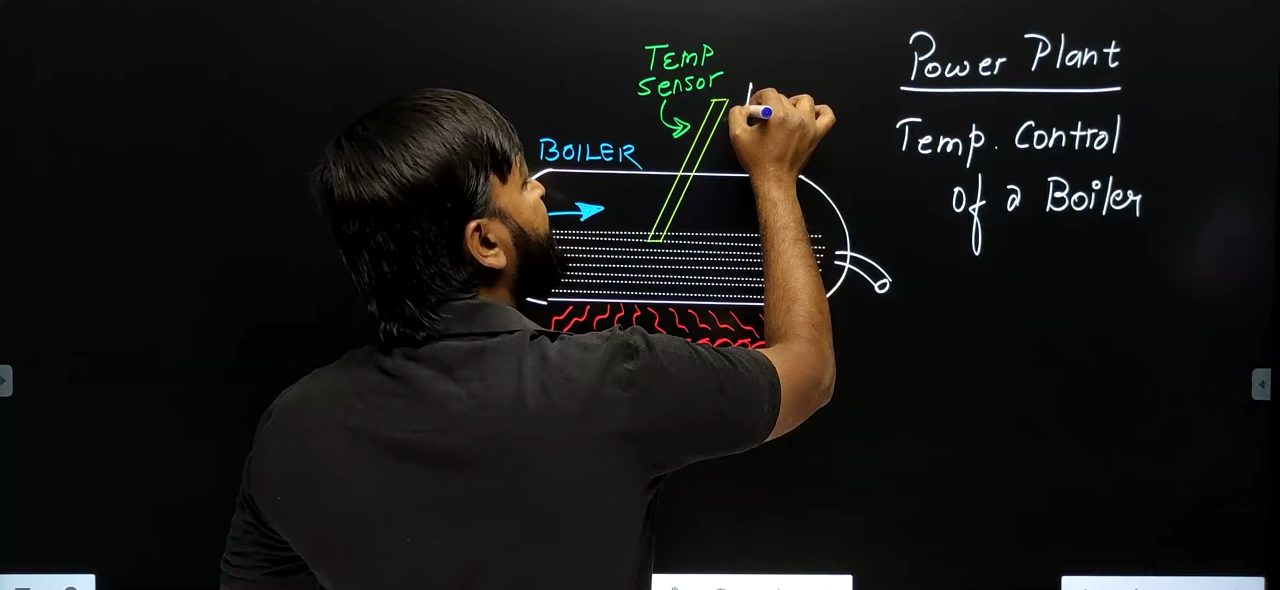 TEMP
sensor
BOILER
Power Plant
Temp. Control
of a Boiler